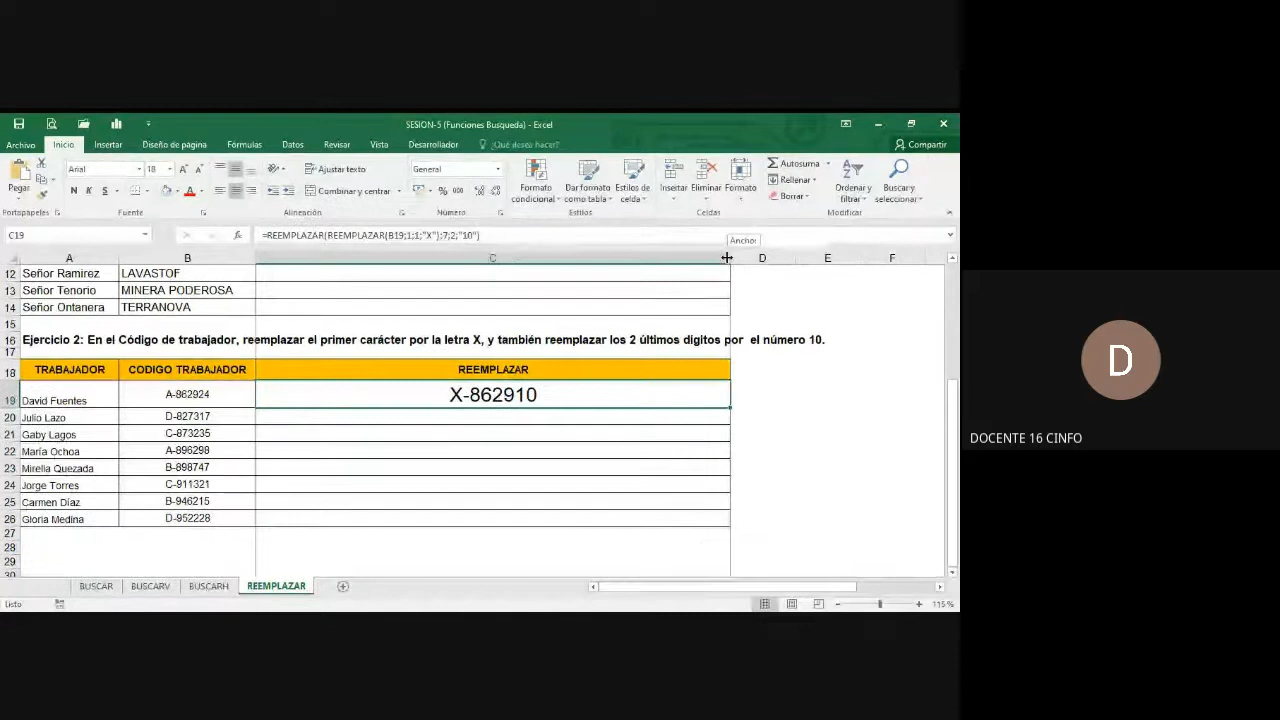 SESION-5 (Funciones Busqueda) - Excel
Archivo Inicio Insertar Diseño de página Fórmulas Datos Revisar Vista Desarrollador ¿Qué desea hacer? Compartir
Pegar
Arial 18
N K S
Ajustar texto
Combinar y centrar
General
% 000
Formato condicional
Dar formato como tabla
Estilos de celda
Insertar Eliminar Formato
Autosuma
Rellenar
Borrar
Ordenar y filtrar
Buscar y seleccionar
Portapapeles Fuente Alineación Número Estilos Celdas Modificar
C19 fx =REEMPLAZAR(REEMPLAZAR(B19;1;1;"X");7;2;"10")
Ancho:
A B C D E F
12 Señor Ramirez LAVASTOF
13 Señor Tenorio MINERA PODEROSA
14 Señor Ontanera TERRANOVA
15
16 Ejercicio 2: En el Código de trabajador, reemplazar el primer carácter por la letra X, y también reemplazar los 2 últimos digitos por el número 10.
17
18 TRABAJADOR CODIGO TRABAJADOR REEMPLAZAR
19 David Fuentes A-862924 X-862910
20 Julio Lazo D-827317
21 Gaby Lagos C-873235
22 María Ochoa A-896298
23 Mirella Quezada B-898747
24 Jorge Torres C-911321
25 Carmen Díaz B-946215
26 Gloria Medina D-952228
27
28
29
30
BUSCAR BUSCARV BUSCARH REEMPLAZAR
listo 115 %
D
DOCENTE 16 CINFO